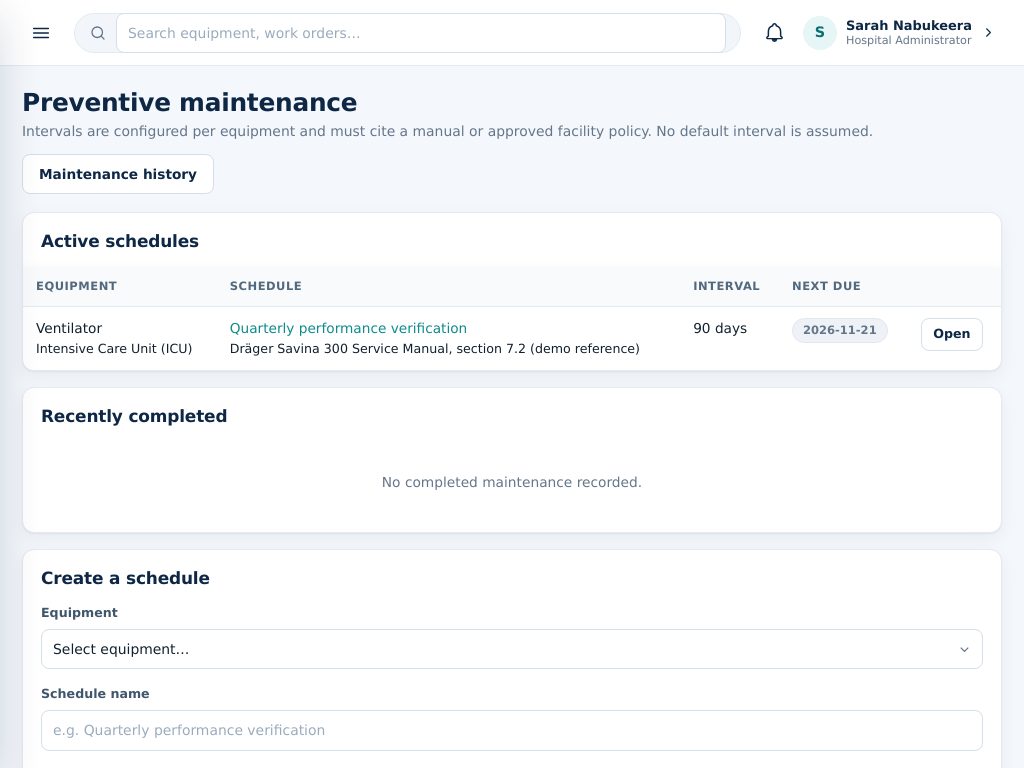 Search equipment, work orders…
S
Sarah Nabukeera
Hospital Administrator
Preventive maintenance
Intervals are configured per equipment and must cite a manual or approved facility policy. No default interval is assumed.
Maintenance history
Active schedules
EQUIPMENT SCHEDULE INTERVAL NEXT DUE
Ventilator Quarterly performance verification 90 days 2026-11-21 Open
Intensive Care Unit (ICU) Dräger Savina 300 Service Manual, section 7.2 (demo reference)
Recently completed
No completed maintenance recorded.
Create a schedule
Equipment
Select equipment…
Schedule name
e.g. Quarterly performance verification